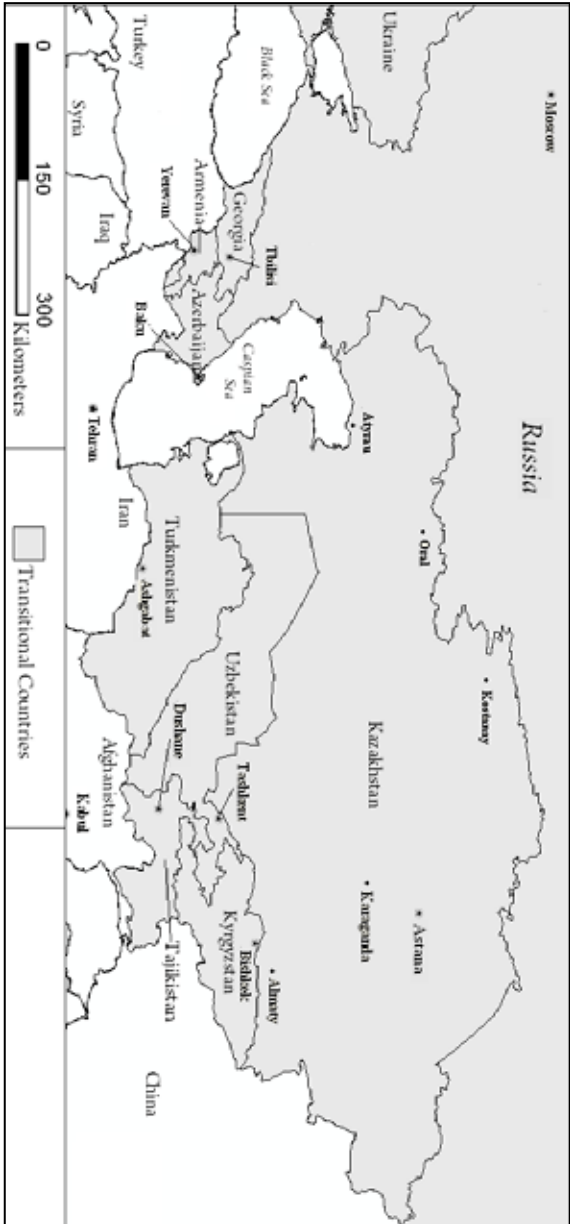 Moscow
Russia
Kostanay
Oral
Astana
Ukraine
Kazakhstan
Atyrau
Karaganda
Tbilisi
Almaty
Black Sea
Caspian
Sea
Bishkek
Tashkent
Georgia
Uzbekistan
Kyrgyzstan
Armenia
Azerbaijan
Dushane
Turkmenistan
Tajikistan
Yerevan
China
Ashgabat
Baku
Turkey
Iran
Iraq
Afghanistan
Tehran
Kabul
Syria
0 150 300
Kilometers
Transitional Countries